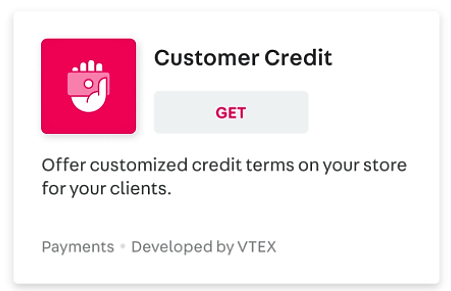 Customer Credit
GET
Offer customized credit terms on your store
for your clients.
Payments • Developed by VTEX